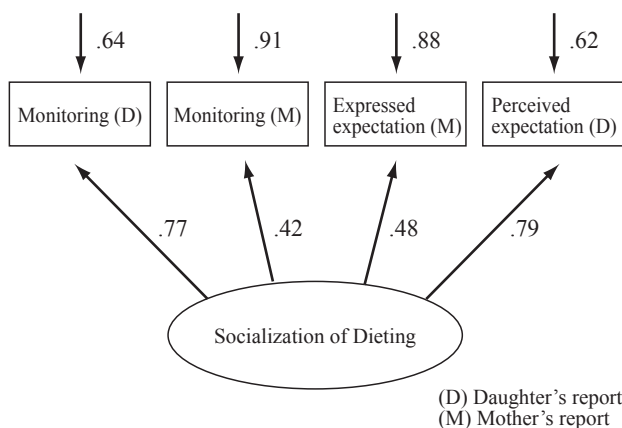 .64 .91 .88 .62
Monitoring (D)
Monitoring (M)
Expressed
expectation (M)
Perceived
expectation (D)
.77 .42 .48 .79
Socialization of Dieting
(D) Daughter’s report
(M) Mother’s report